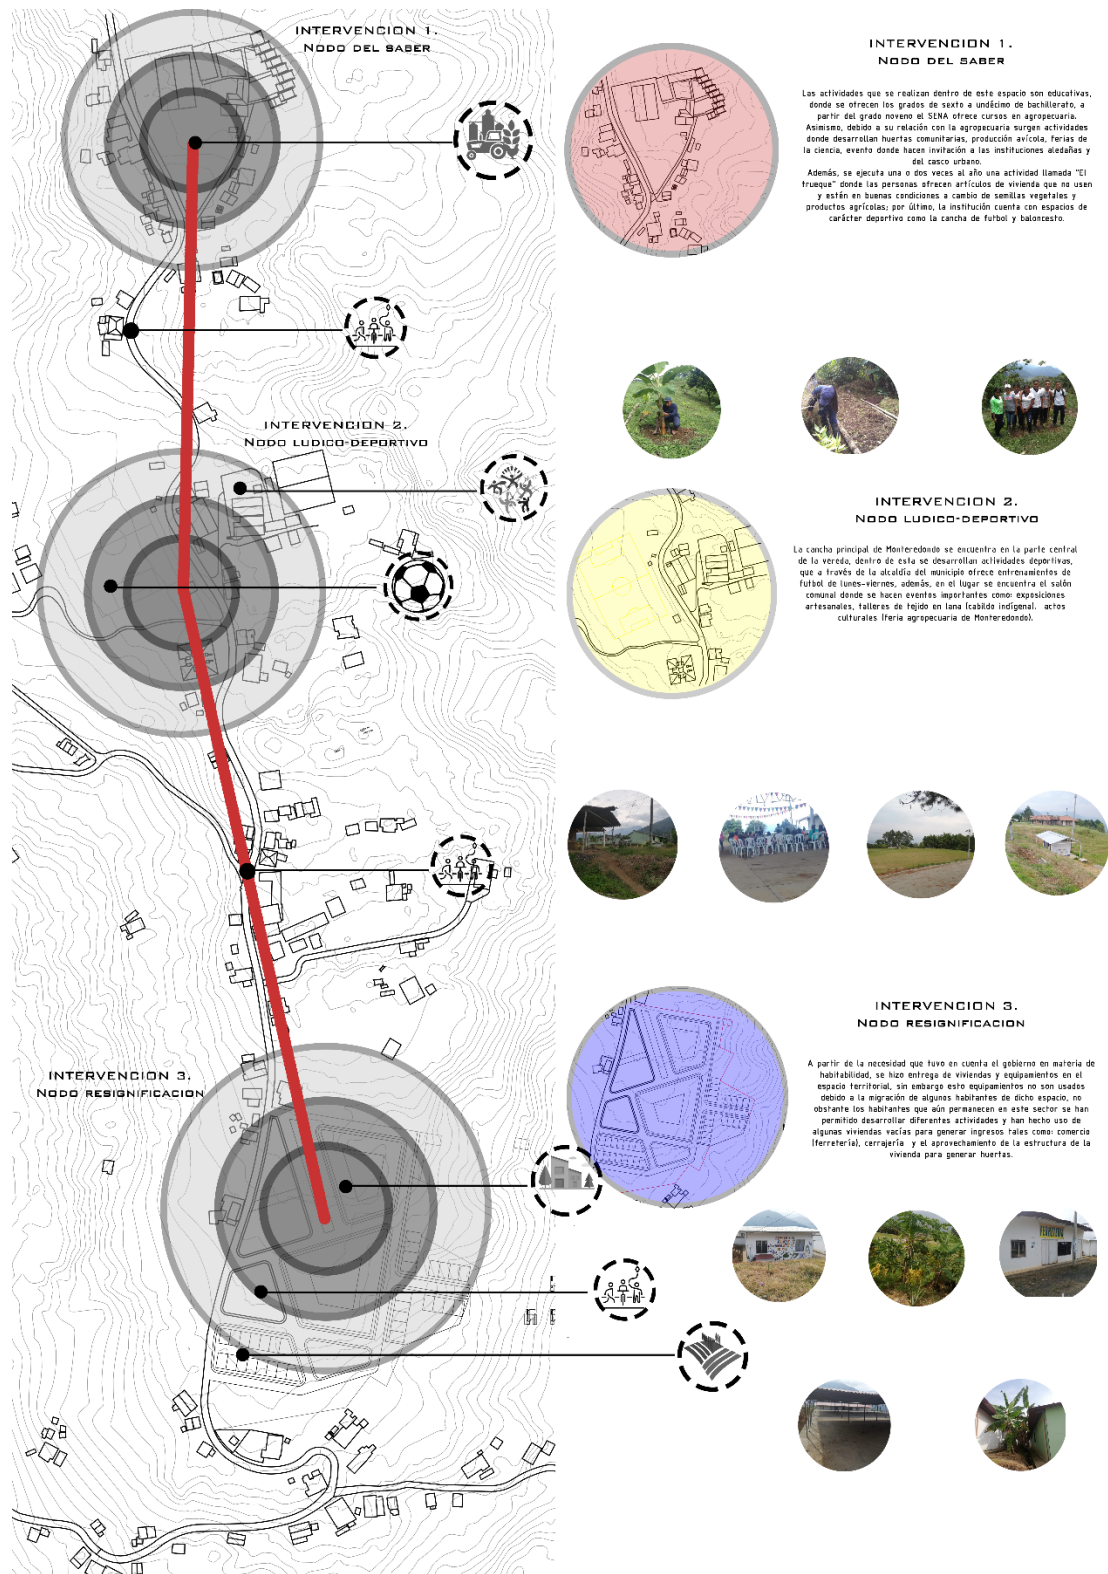 INTERVENCION 1.
NODO DEL SABER
INTERVENCION 2.
NODO LUDICO-DEPORTIVO
INTERVENCION 3.
NODO RESIGNIFICACION
INTERVENCION 1.
NODO DEL SABER
Las actividades que se realizan dentro de este espacio son educativas,
donde se ofrecen los grados de sexto a undécimo de bachillerato, a
partir del grado noveno el SENA ofrece cursos en agropecuaria.
Asimismo, debido a su relación con la agropecuaria surgen actividades
donde desarrollan huertas comunitarias, producción avícola, ferias de
la ciencia, evento donde hacen invitación a las instituciones aledañas y
del casco urbano.
Además, se ejecuta una o dos veces al año una actividad llamada "El
trueque" donde las personas ofrecen artículos de vivienda que no usen
y estén en buenas condiciones a cambio de semillas vegetales y
productos agrícolas; por último, la institución cuenta con espacios de
carácter deportivo como la cancha de futbol y baloncesto.
INTERVENCION 2.
NODO LUDICO-DEPORTIVO
La cancha principal de Monteredondo se encuentra en la parte central
de la vereda, dentro de esta se desarrollan actividades deportivas,
que a través de la alcaldía del municipio ofrece entrenamientos de
futbol de lunes-viernes, además, en el lugar se encuentra el salón
comunal donde se hacen eventos importantes como: exposiciones
artesanales, talleres de tejido en lana (cabildo indígena), actos
culturales (feria agropecuaria de Monteredondo).
INTERVENCION 3.
NODO RESIGNIFICACION
A partir de la necesidad que tuvo en cuenta el gobierno en materia de
habitabilidad, se hizo entrega de viviendas y equipamientos en el
espacio territorial, sin embargo esto equipamientos no son usados
debido a la migración de algunos habitantes de dicho espacio, no
obstante los habitantes que aún permanecen en este sector se han
permitido desarrollar diferentes actividades y han hecho uso de
algunas viviendas vacías para generar ingresos tales como: comercio
(ferretería), cerrajería y el aprovechamiento de la estructura de la
vivienda para generar huertas.